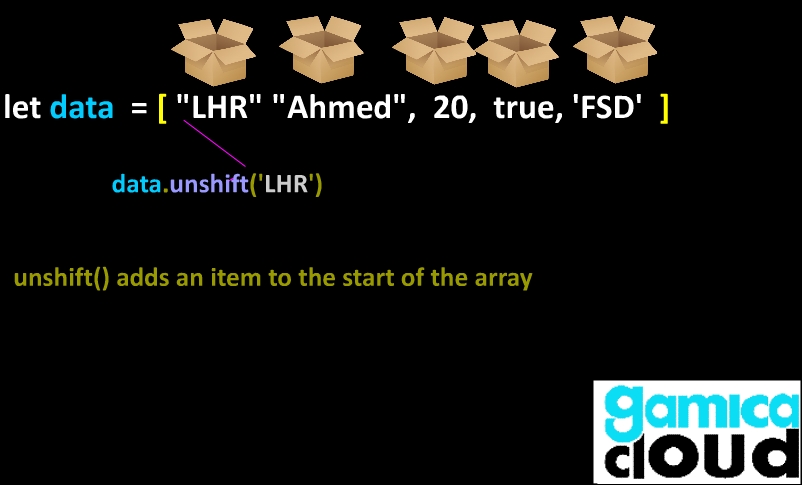 let data = [ "LHR" "Ahmed", 20, true, 'FSD' ]
data.unshift('LHR')
unshift() adds an item to the start of the array
gamica
cloud